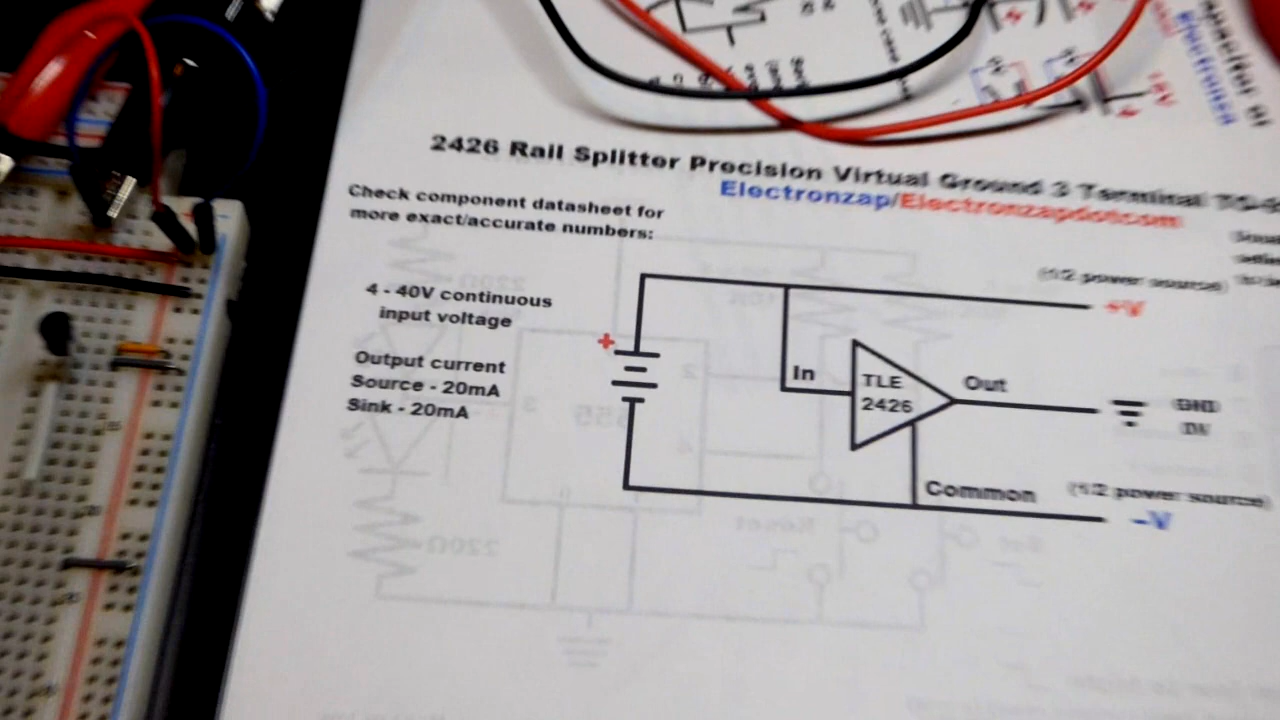 2426 Rail Splitter Precision Virtual Ground 3 Terminal
Electronzap/Electronzapdotcom
Check component datasheet for
more exact/accurate numbers:
4 - 40V continuous
input voltage
Output current
Source - 20mA
Sink - 20mA
(1/2 power source)
+V
+
In
TLE
2426
Out
GND
0V
Common
(1/2 power source)
-V